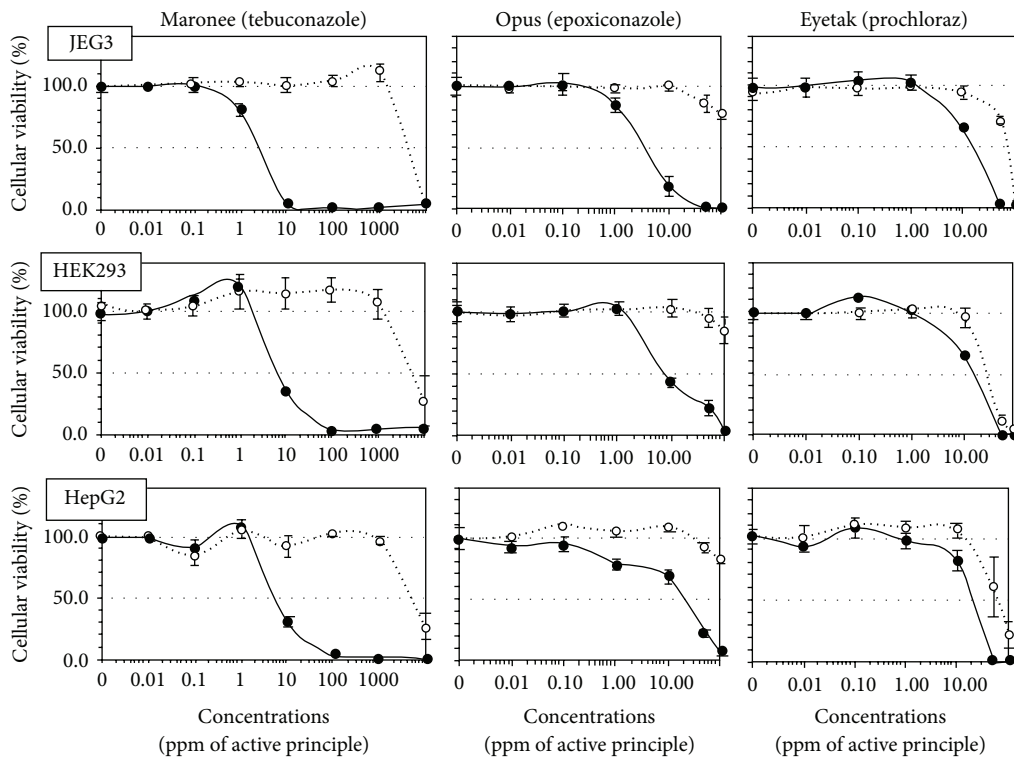 Maronee (tebuconazole) Opus (epoxiconazole) Eyetak (prochloraz)
JEG3
Cellular viability (%)
100.0
50.0
0.0
0 0.01 0.1 1 10 100 1000 0 0.01 0.10 1.00 10.00 0 0.01 0.10 1.00 10.00
HEK293
Cellular viability (%)
100.0
50.0
0.0
0 0.01 0.1 1 10 100 1000 0 0.01 0.10 1.00 10.00 0 0.01 0.10 1.00 10.00
HepG2
Cellular viability (%)
100.0
50.0
0.0
0 0.01 0.1 1 10 100 1000 0 0.01 0.10 1.00 10.00 0 0.01 0.10 1.00 10.00
Concentrations Concentrations Concentrations
(ppm of active principle) (ppm of active principle) (ppm of active principle)